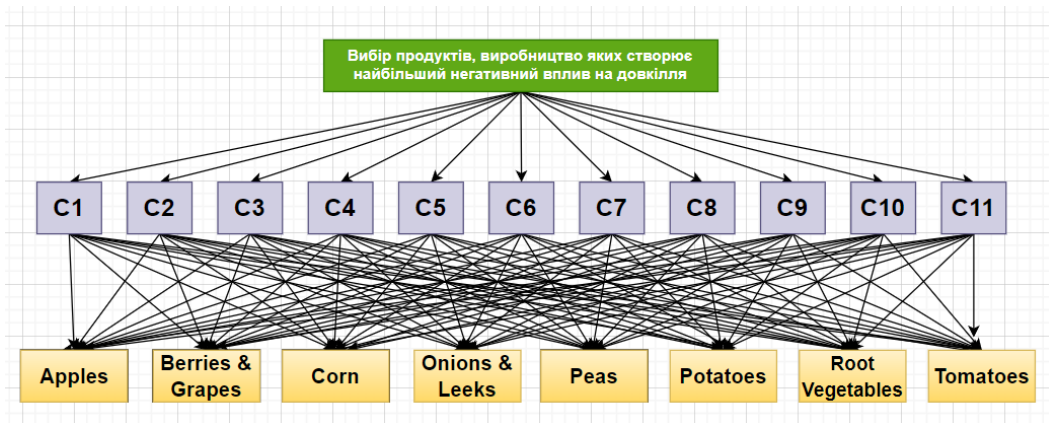 Вибір продуктів, виробництво яких створює
найбільший негативний вплив на довкілля
C1 C2 C3 C4 C5 C6 C7 C8 C9 C10 C11
Apples
Berries &
Grapes
Corn
Onions &
Leeks
Peas
Potatoes
Root
Vegetables
Tomatoes